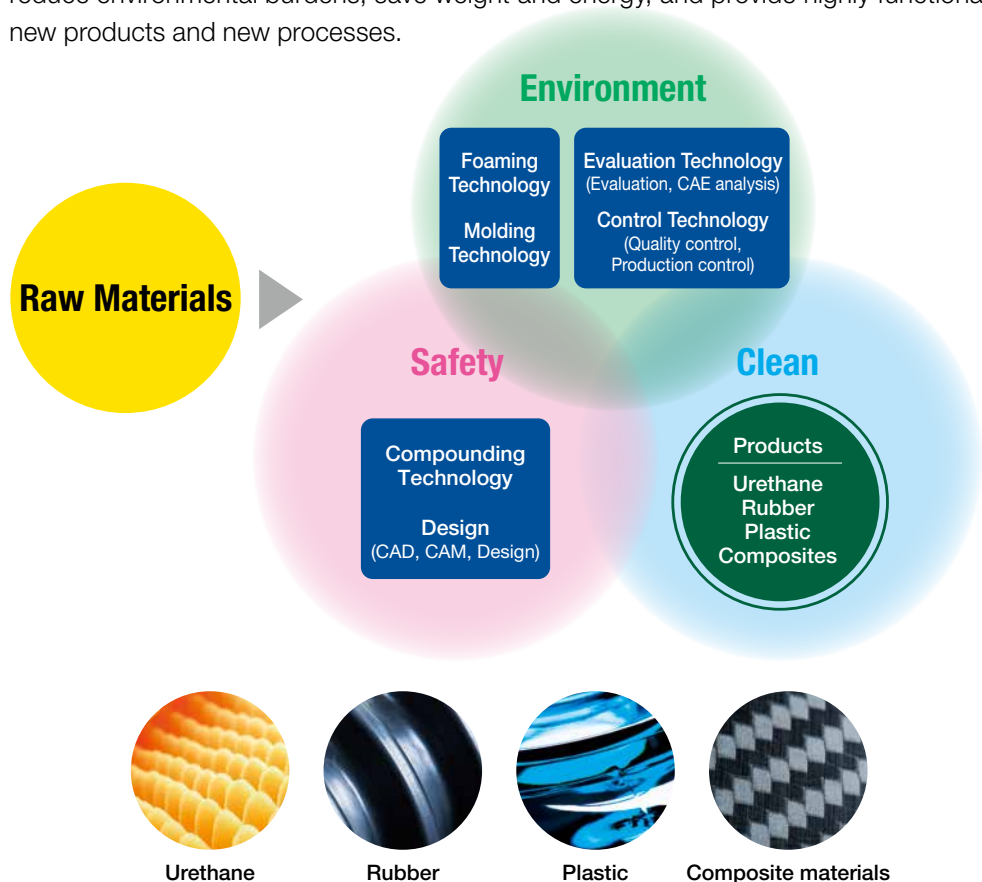 new products and new processes.
Environment
Foaming
Technology
Molding
Technology
Evaluation Technology
(Evaluation, CAE analysis)
Control Technology
(Quality control,
Production control)
Raw Materials
Safety
Clean
Compounding
Technology
Design
(CAD, CAM, Design)
Products
Urethane
Rubber
Plastic
Composites
Urethane
Rubber
Plastic
Composite materials